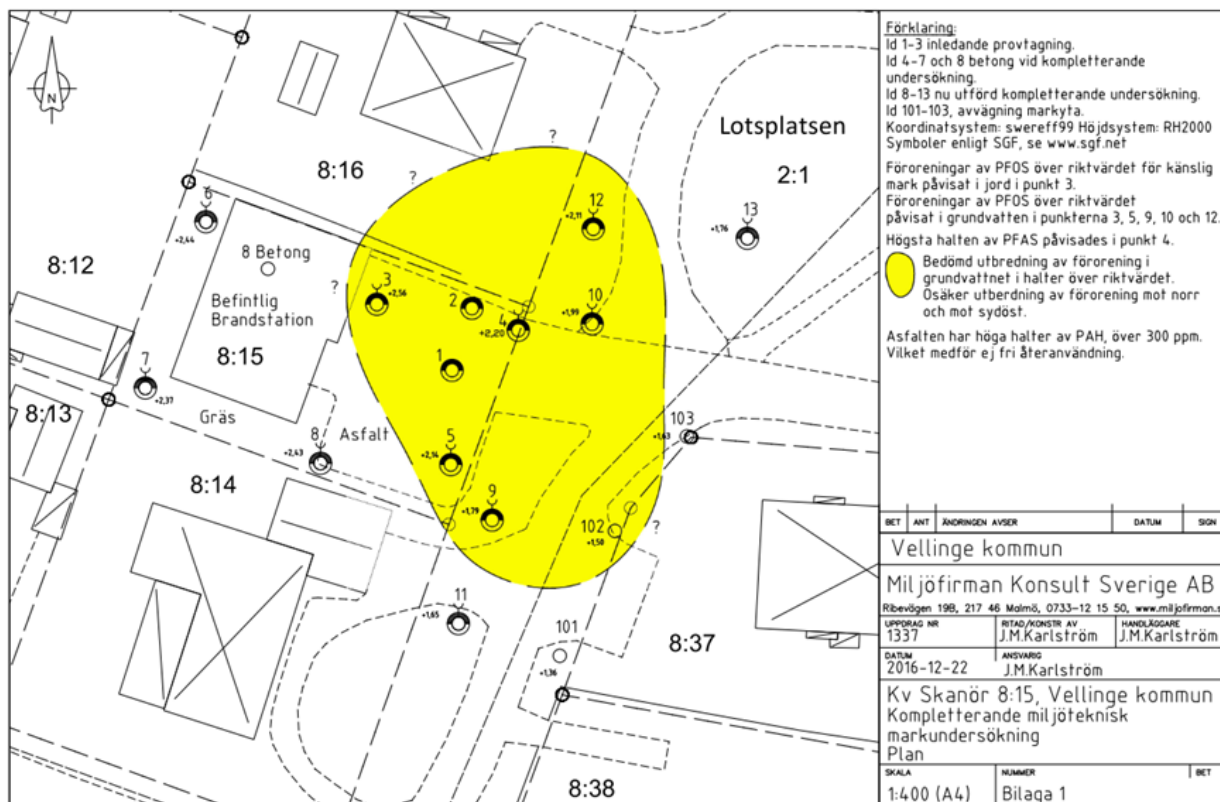 N
8:16
Lotsplatsen
2:1
?
?
?
?
6
+2,44
8:12
8 Betong
Befintlig
Brandstation
8:15
3
+2,56
2
4
+2,20
12
+2,11
10
+1,99
13
+1,76
1
7
+2,37
8:13
Gräs
Asfalt
8
+2,43
5
+2,14
103
+1,63
8:14
9
+1,79
102
+1,50
11
+1,65
101
+1,36
8:37
8:38
Förklaring:
Id 1-3 inledande provtagning.
Id 4-7 och 8 betong vid kompletterande
undersökning.
Id 8-13 nu utförd kompletterande undersökning.
Id 101-103, avvägning markyta.
Koordinatsystem: swereff99 Höjdsystem: RH2000
Symboler enligt SGF, se www.sgf.net
Föroreningar av PFOS över riktvärdet för känslig
mark påvisat i jord i punkt 3.
Föroreningar av PFOS över riktvärdet
påvisat i grundvatten i punkterna 3, 5, 9, 10 och 12.
Högsta halten av PFAS påvisades i punkt 4.
Bedömd utbredning av förorening i
grundvattnet i halter över riktvärdet.
Osäker utberdning av förorening mot norr
och mot sydöst.
Asfalten har höga halter av PAH, över 300 ppm.
Vilket medför ej fri återanvändning.
BET ANT ÄNDRINGEN AVSER DATUM SIGN
Vellinge kommun
Miljöfirman Konsult Sverige AB
Ribevägen 19B, 217 46 Malmö, 0733-12 15 50, www.miljofirman.s
UPPDRAG NR RITAD/KONSTR AV HANDLÄGGARE
1337 J.M.Karlström J.M.Karlström
DATUM ANSVARIG
2016-12-22 J.M.Karlström
Kv Skanör 8:15, Vellinge kommun
Kompletterande miljöteknisk
markundersökning
Plan
SKALA NUMMER BET
1:400 (A4) Bilaga 1